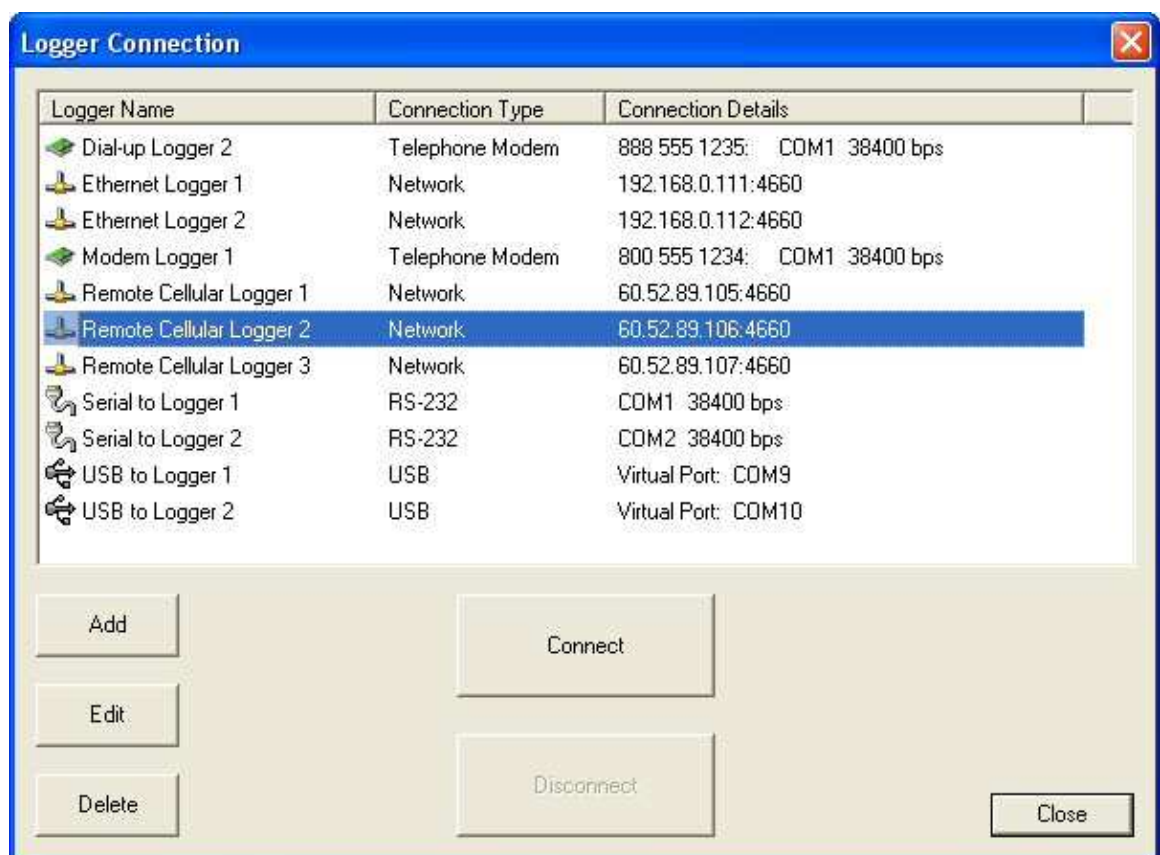 Logger Connection
Logger Name Connection Type Connection Details
Dial-up Logger 2 Telephone Modem 888 555 1235: COM1 38400 bps
Ethernet Logger 1 Network 192.168.0.111:4660
Ethernet Logger 2 Network 192.168.0.112:4660
Modem Logger 1 Telephone Modem 800 555 1234: COM1 38400 bps
Remote Cellular Logger 1 Network 60.52.89.105:4660
Remote Cellular Logger 2 Network 60.52.89.106:4660
Remote Cellular Logger 3 Network 60.52.89.107:4660
Serial to Logger 1 RS-232 COM1 38400 bps
Serial to Logger 2 RS-232 COM2 38400 bps
USB to Logger 1 USB Virtual Port: COM9
USB to Logger 2 USB Virtual Port: COM10
Add
Connect
Edit
Disconnect
Delete
Close